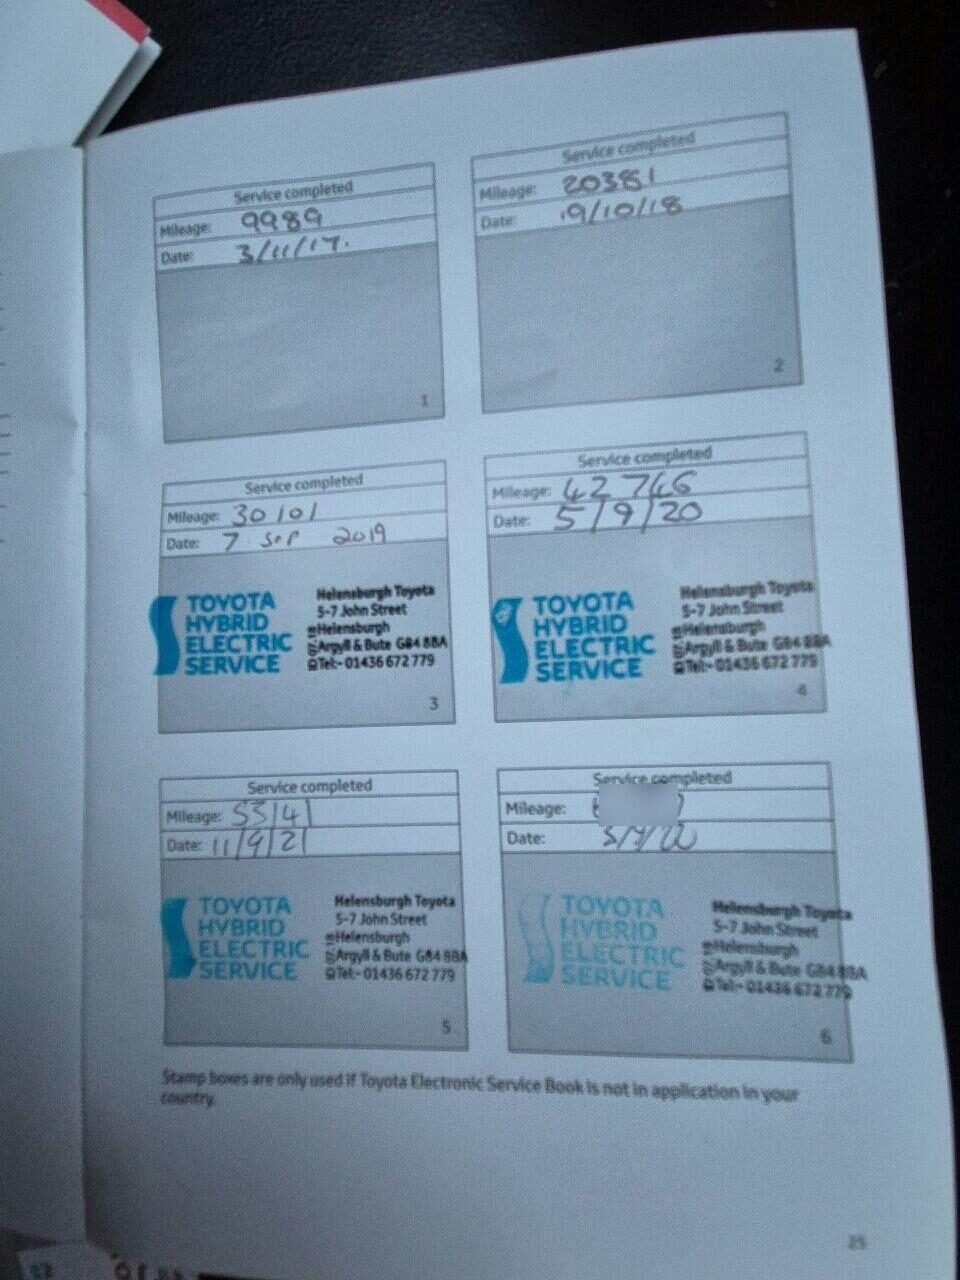 Service completed
Mileage: 9989
Date: 3/11/17.
1
Service completed
Mileage: 20381
Date: 19/10/18
2
Service completed
Mileage: 30101
Date: 7 Sep 2019
TOYOTA
HYBRID
ELECTRIC
SERVICE
Helensburgh Toyota
5-7 John Street
Helensburgh
Argyll & Bute G84 8BA
Tel:- 01436 672 779
3
Service completed
Mileage: 42746
Date: 5/9/20
TOYOTA
HYBRID
ELECTRIC
SERVICE
Helensburgh Toyota
5-7 John Street
Helensburgh
Argyll & Bute G84 8BA
Tel:- 01436 672 779
4
Service completed
Mileage: 53141
Date: 11/9/21
TOYOTA
HYBRID
ELECTRIC
SERVICE
Helensburgh Toyota
5-7 John Street
Helensburgh
Argyll & Bute G84 8BA
Tel:- 01436 672 779
5
Service completed
Mileage:
Date:
TOYOTA
HYBRID
ELECTRIC
SERVICE
Helensburgh Toyota
5-7 John Street
Helensburgh
Argyll & Bute G84 8BA
Tel:- 01436 672 779
6
Stamp boxes are only used if Toyota Electronic Service Book is not in application in your
country.
25